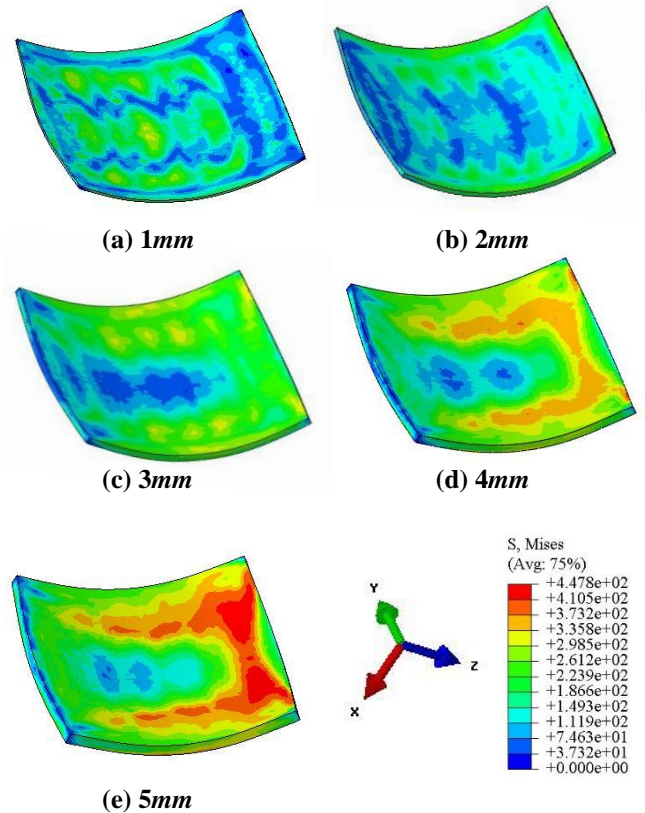 (a) 1mm
(b) 2mm
(c) 3mm
(d) 4mm
(e) 5mm
Y
Z
X
S, Mises
(Avg: 75%)
+4.478e+02
+4.105e+02
+3.732e+02
+3.358e+02
+2.985e+02
+2.612e+02
+2.239e+02
+1.866e+02
+1.493e+02
+1.119e+02
+7.463e+01
+3.732e+01
+0.000e+00